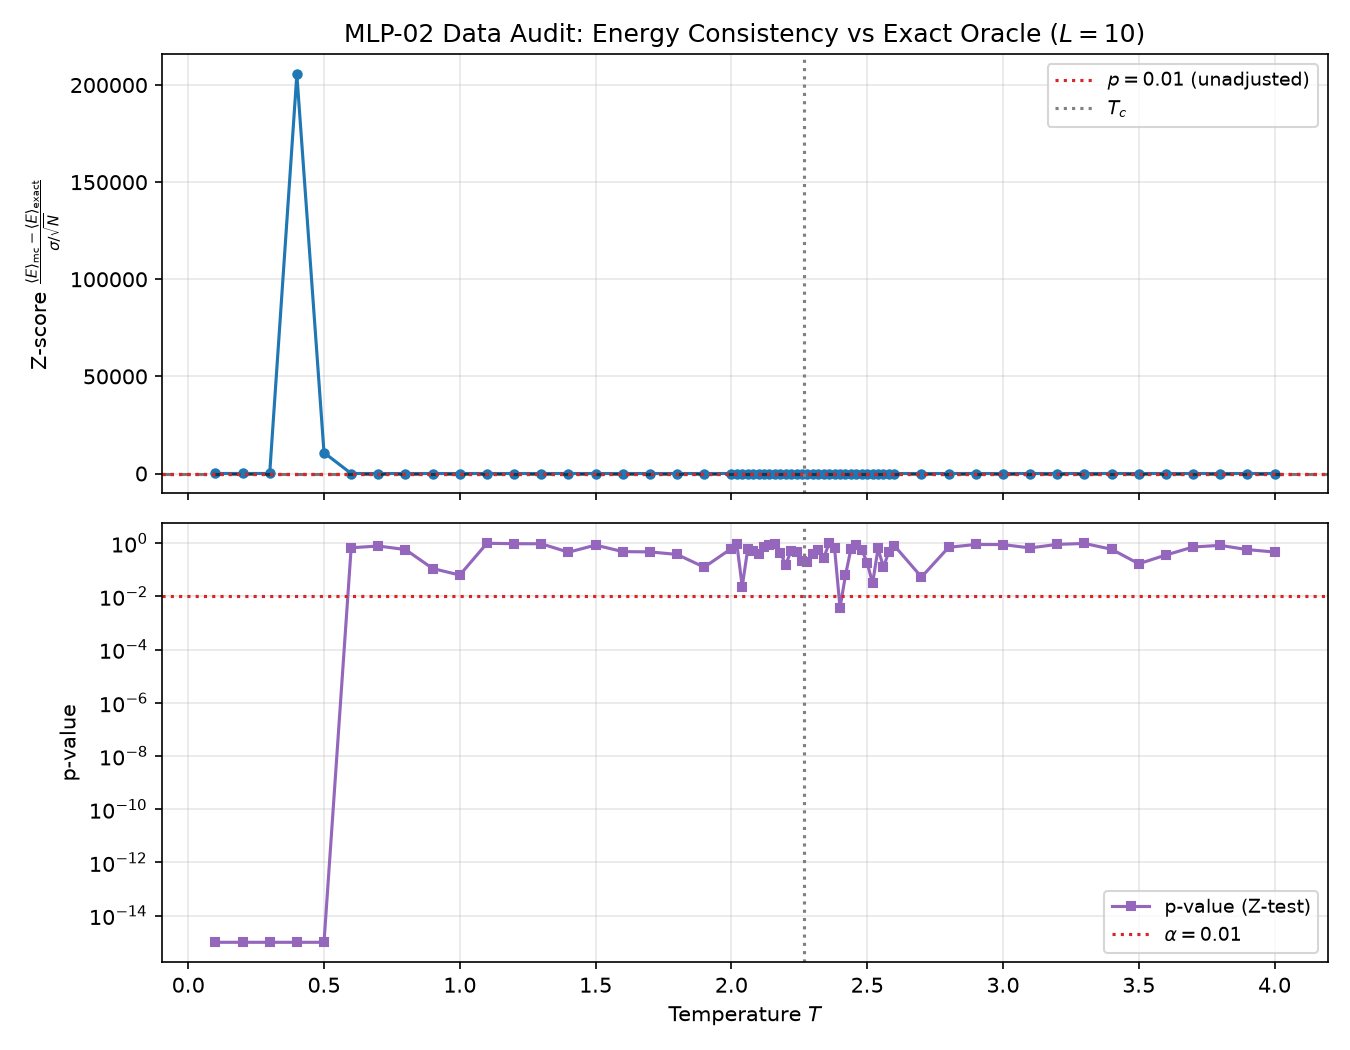 MLP-02 Data Audit: Energy Consistency vs Exact Oracle (L = 10)
200000
150000
100000
50000
0
Z-score (⟨E⟩mc − ⟨E⟩exact) / (σ/√N)
p = 0.01 (unadjusted)
Tc
10^0
10^−2
10^−4
10^−6
10^−8
10^−10
10^−12
10^−14
p-value
p-value (Z-test)
α = 0.01
0.0 0.5 1.0 1.5 2.0 2.5 3.0 3.5 4.0
Temperature T